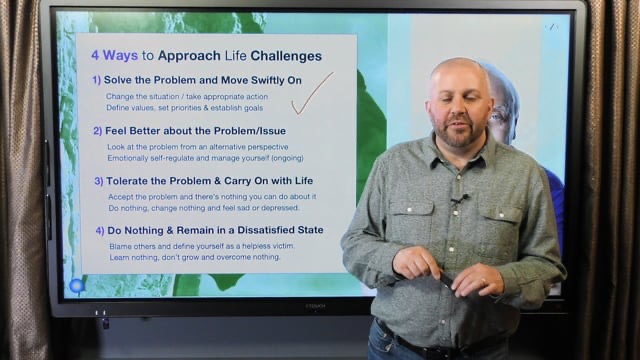 4 Ways to Approach Life Challenges
1) Solve the Problem and Move Swiftly On
Change the situation / take appropriate action
Define values, set priorities & establish goals
2) Feel Better about the Problem/Issue
Look at the problem from an alternative perspective
Emotionally self-regulate and manage yourself (ongoing)
3) Tolerate the Problem & Carry On with Life
Accept the problem and there's nothing you can do about it
Do nothing, change nothing and feel sad or depressed.
4) Do Nothing & Remain in a Dissatisfied State
Blame others and define yourself as a helpless victim.
Learn nothing, don't grow and overcome nothing.